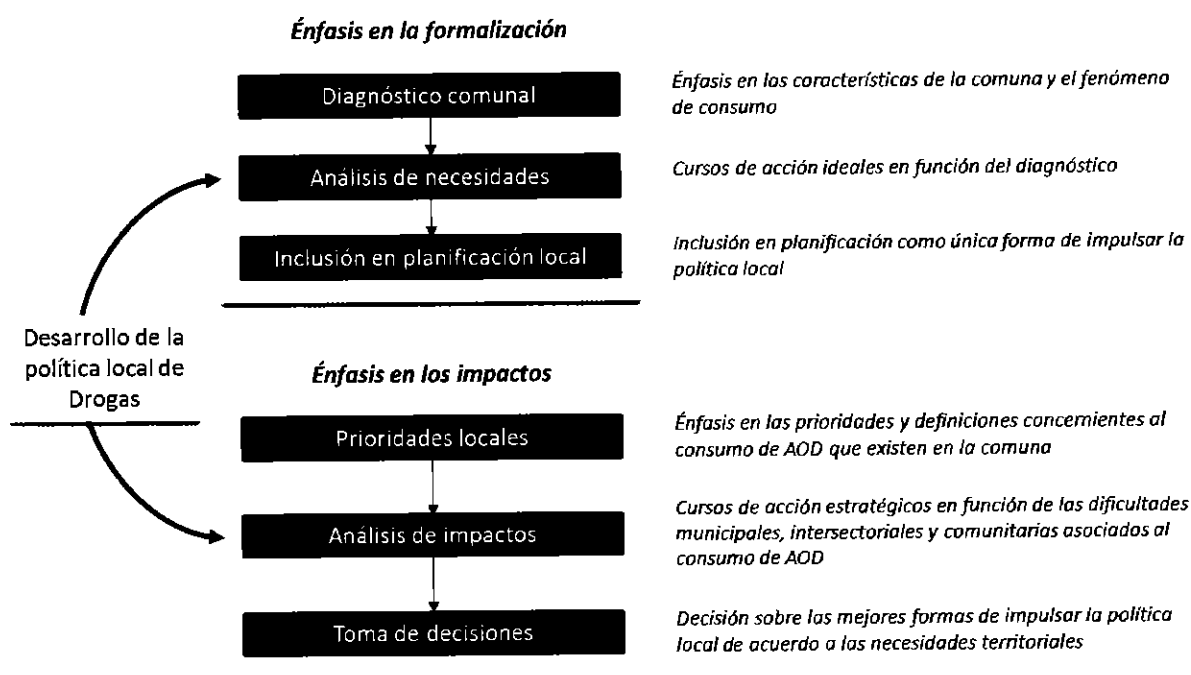 Énfasis en la formalización
Diagnóstico comunal
Énfasis en las características de la comuna y el fenómeno
de consumo
Análisis de necesidades
Cursos de acción ideales en función del diagnóstico
Inclusión en planificación local
Inclusión en planificación como única forma de impulsar la
política local
Desarrollo de la
política local de
Drogas
Énfasis en los impactos
Prioridades locales
Énfasis en las prioridades y definiciones concernientes al
consumo de AOD que existen en la comuna
Análisis de impactos
Cursos de acción estratégicos en función de las dificultades
municipales, intersectoriales y comunitarias asociados al
consumo de AOD
Toma de decisiones
Decisión sobre las mejores formas de impulsar la política
local de acuerdo a las necesidades territoriales